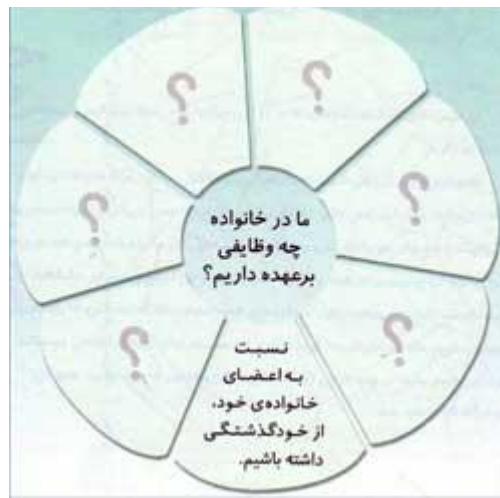 ؟
؟
؟
؟
؟
؟
ما در خانواده
چه وظایفی
برعهده داریم؟
نسبت
به اعضای
خانواده‌ی خود،
از خودگذشتگی
داشته باشیم.